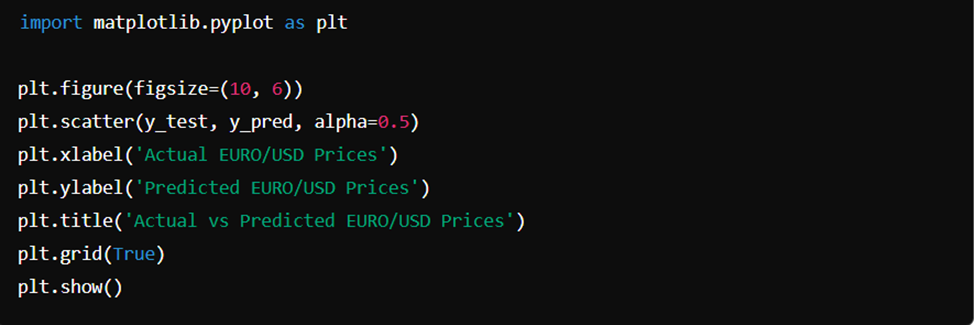 import matplotlib.pyplot as plt
plt.figure(figsize=(10, 6))
plt.scatter(y_test, y_pred, alpha=0.5)
plt.xlabel('Actual EURO/USD Prices')
plt.ylabel('Predicted EURO/USD Prices')
plt.title('Actual vs Predicted EURO/USD Prices')
plt.grid(True)
plt.show()